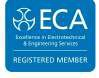 ECA
Excellence in Electrotechnical
& Engineering Services
REGISTERED MEMBER